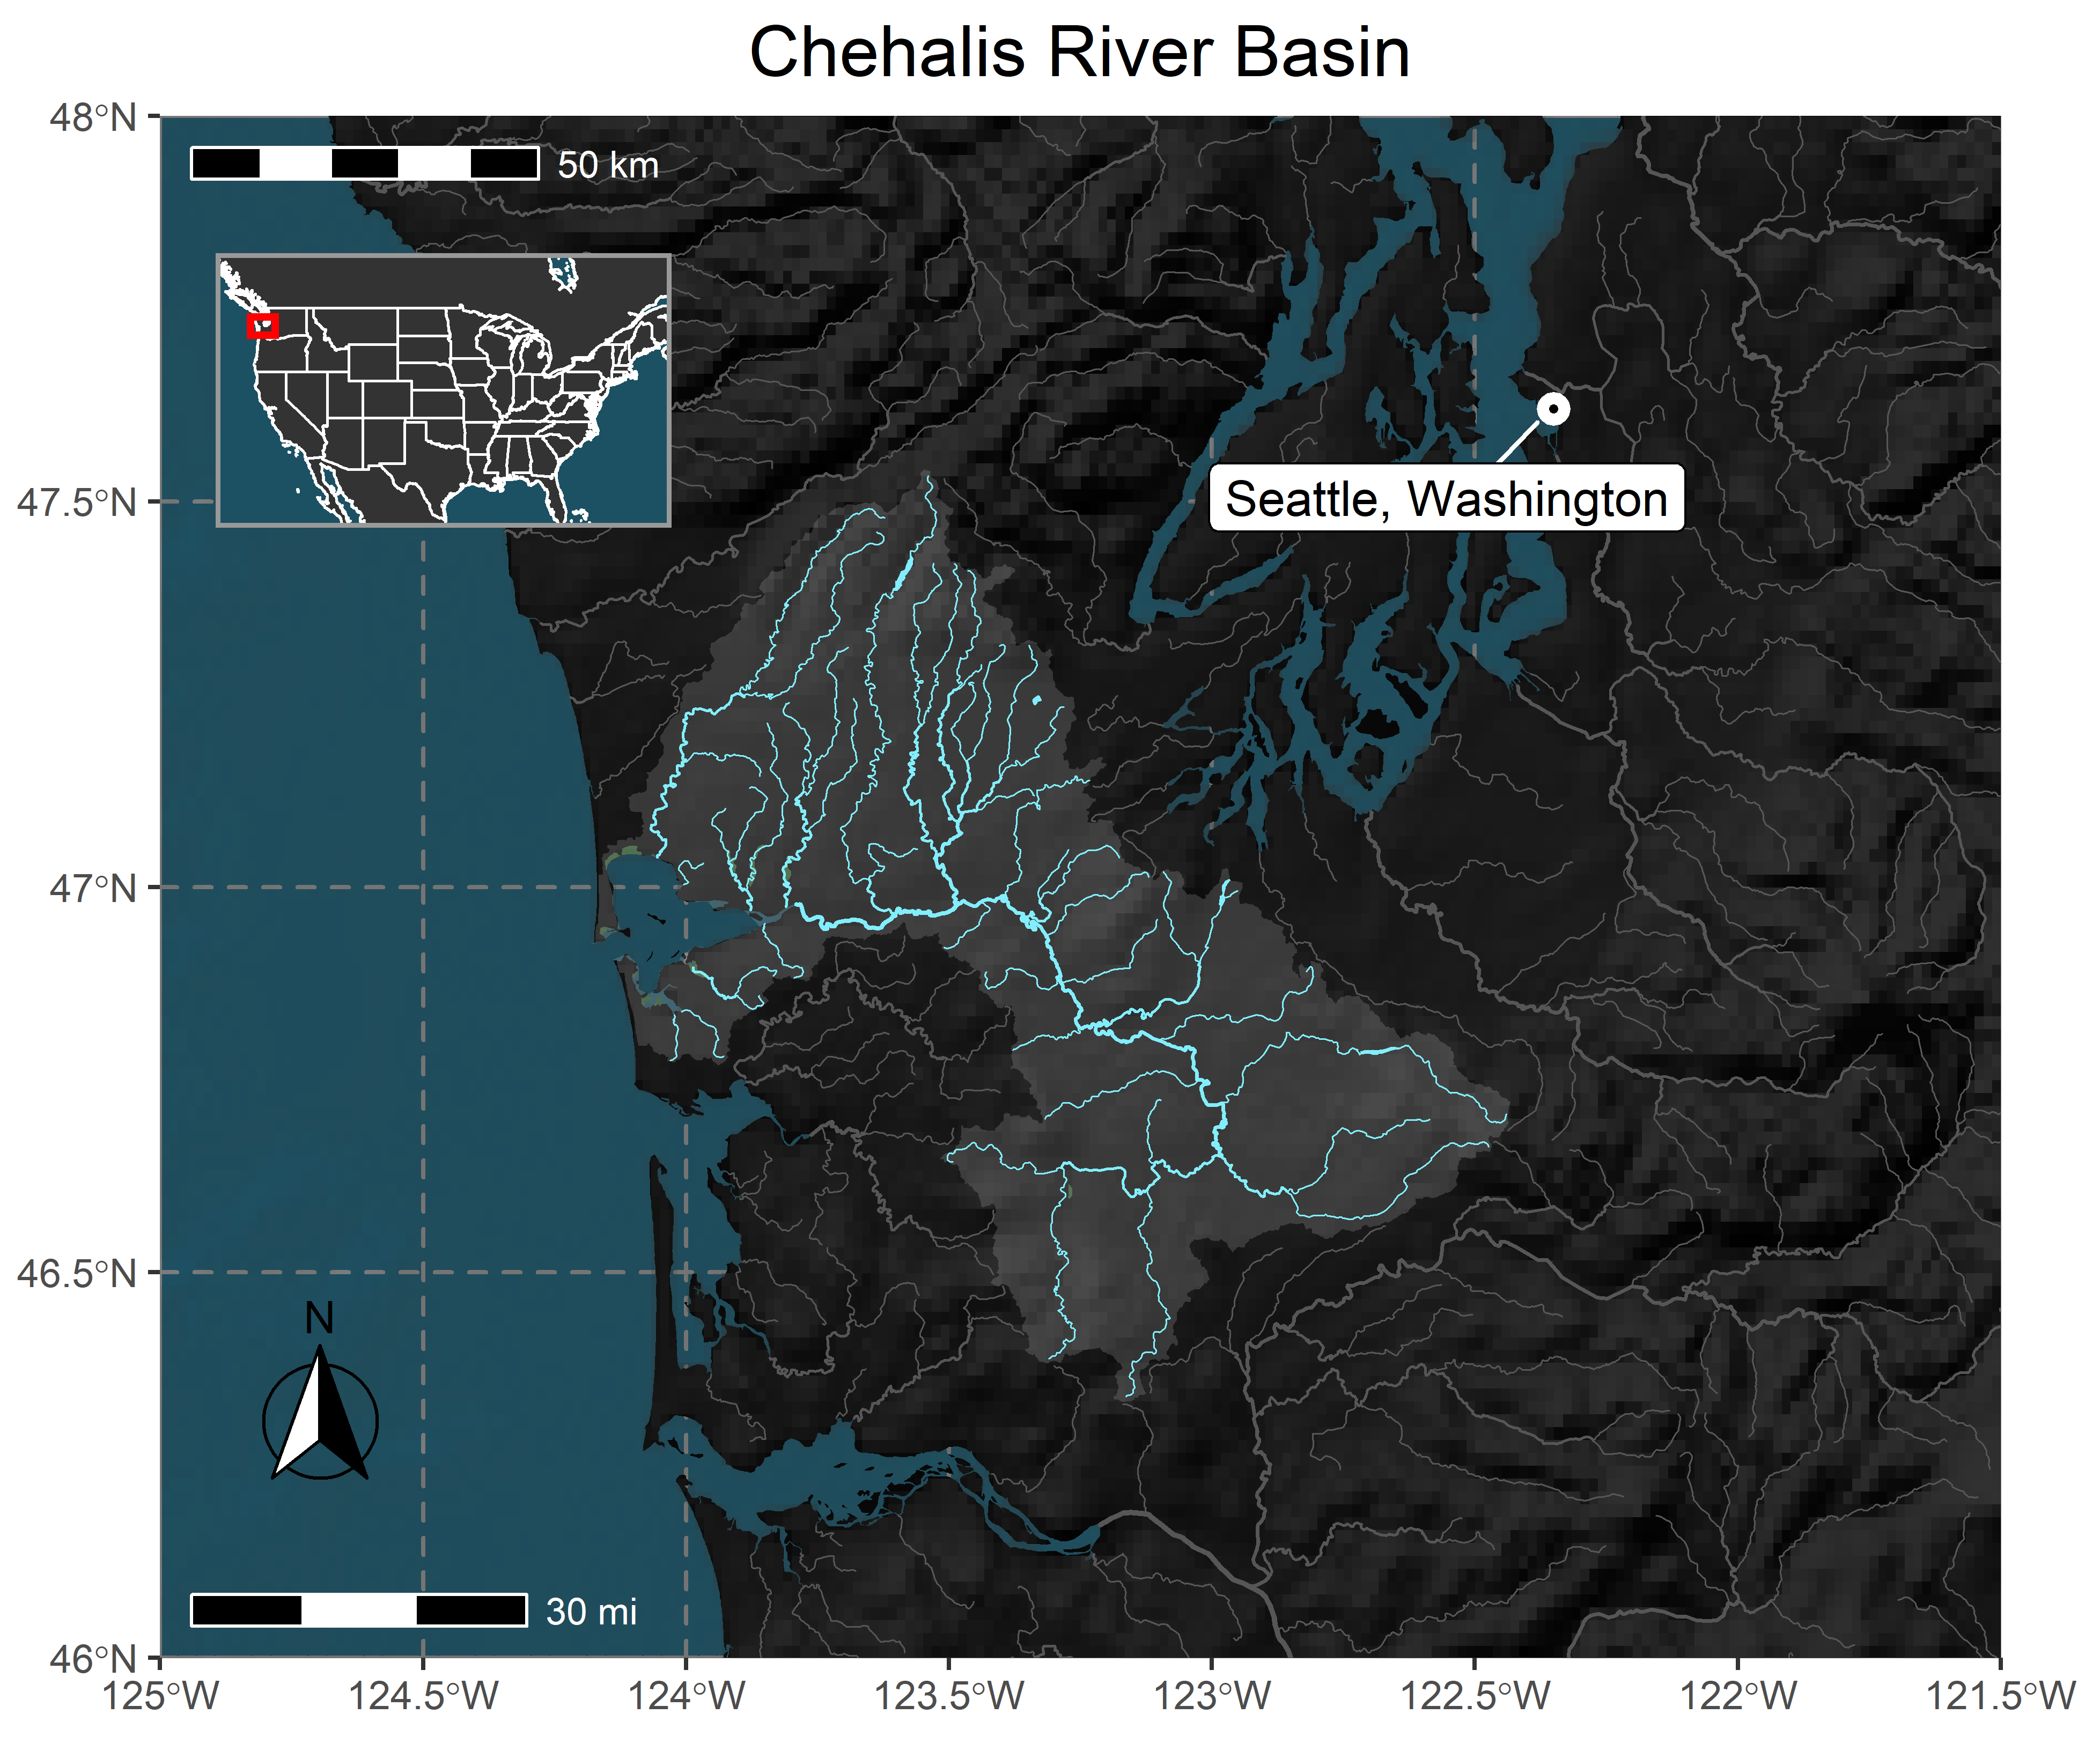 Chehalis River Basin
48°N
50 km
47.5°N
Seattle, Washington
47°N
46.5°N
N
30 mi
46°N
125°W
124.5°W
124°W
123.5°W
123°W
122.5°W
122°W
121.5°W